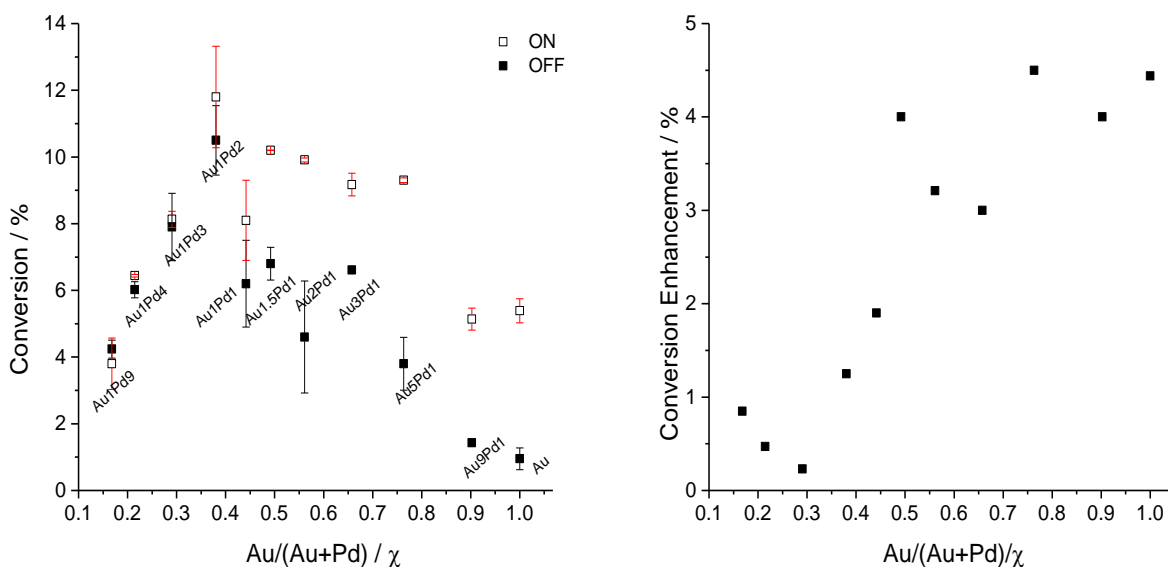 14
12
10
8
6
4
2
0
Conversion / %
ON
OFF
Au1Pd9
Au1Pd4
Au1Pd3
Au1Pd2
Au1Pd1
Au1.5Pd1
Au2Pd1
Au3Pd1
Au5Pd1
Au9Pd1
Au
0.1 0.2 0.3 0.4 0.5 0.6 0.7 0.8 0.9 1.0
Au/(Au+Pd) / χ
5
4
3
2
1
0
Conversion Enhancement / %
0.1 0.2 0.3 0.4 0.5 0.6 0.7 0.8 0.9 1.0
Au/(Au+Pd)/χ